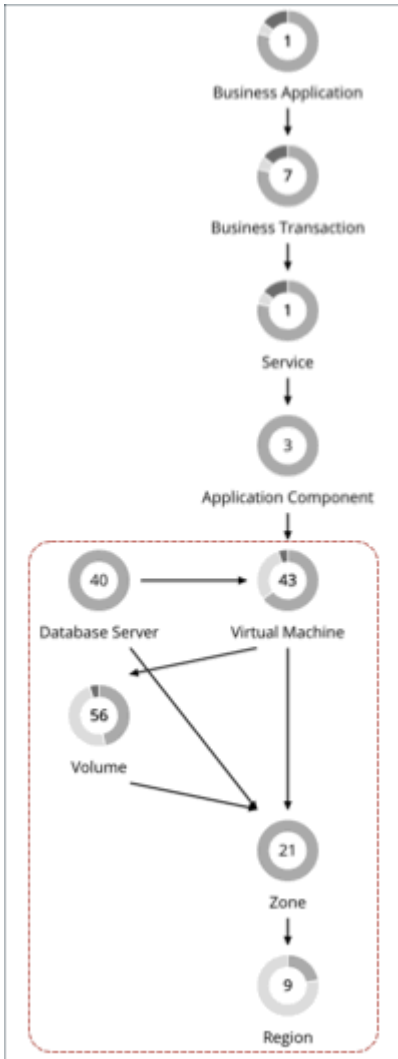 1
Business Application
7
Business Transaction
1
Service
3
Application Component
40
43
Database Server
Virtual Machine
56
Volume
21
Zone
9
Region